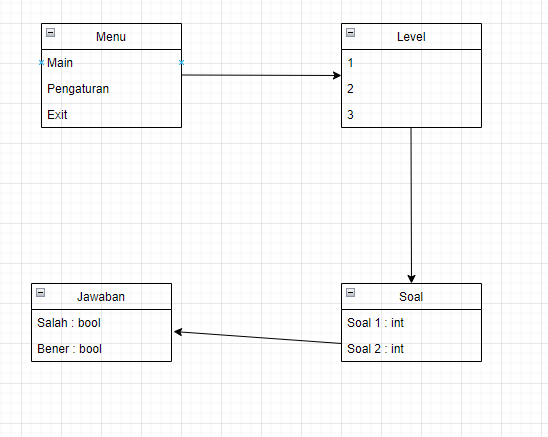 Menu
Main
Pengaturan
Exit
Level
1
2
3
Jawaban
Salah : bool
Bener : bool
Soal
Soal 1 : int
Soal 2 : int